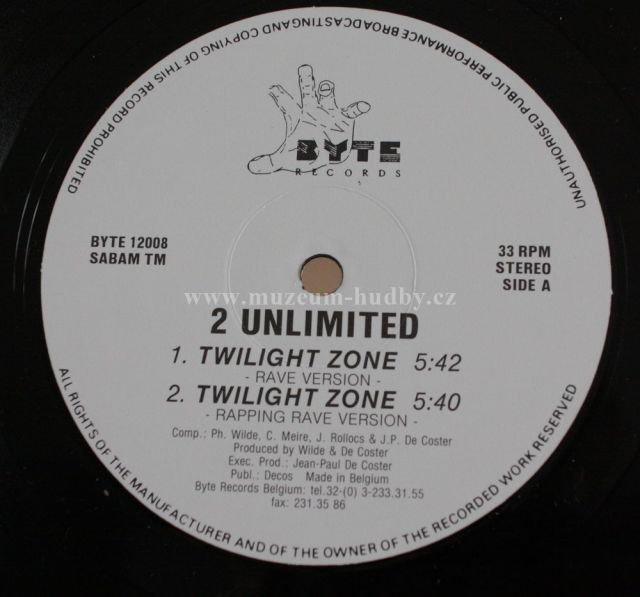 UNAUTHORISED PUBLIC PERFORMANCE BROADCASTING AND COPYING OF THIS RECORD PROHIBITED
BYTE
RECORDS
BYTE 12008
SABAM TM
33 RPM
STEREO
SIDE A
www.muzeum-hudby.cz
2 UNLIMITED
1. TWILIGHT ZONE 5:42
- RAVE VERSION -
2. TWILIGHT ZONE 5:40
- RAPPING RAVE VERSION -
Comp.: Ph. Wilde, C. Meire, J. Rollocs & J.P. De Coster
Produced by Wilde & De Coster
Exec. Prod.: Jean-Paul De Coster
Publ.: Decos Made in Belgium
Byte Records Belgium: tel.32-(0) 3-233.31.55
fax: 231.35 86
ALL RIGHTS OF THE MANUFACTURER AND OF THE OWNER OF THE RECORDED WORK RESERVED